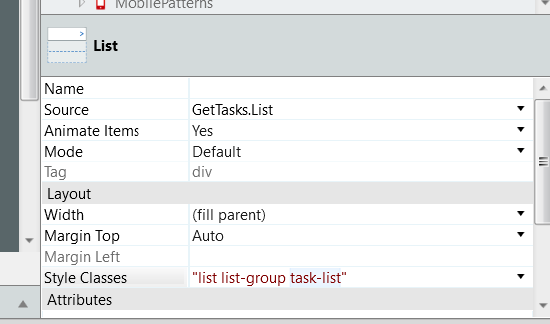 MobilePatterns
List
Name
Source GetTasks.List
Animate Items Yes
Mode Default
Tag div
Layout
Width (fill parent)
Margin Top Auto
Margin Left
Style Classes "list list-group task-list"
Attributes